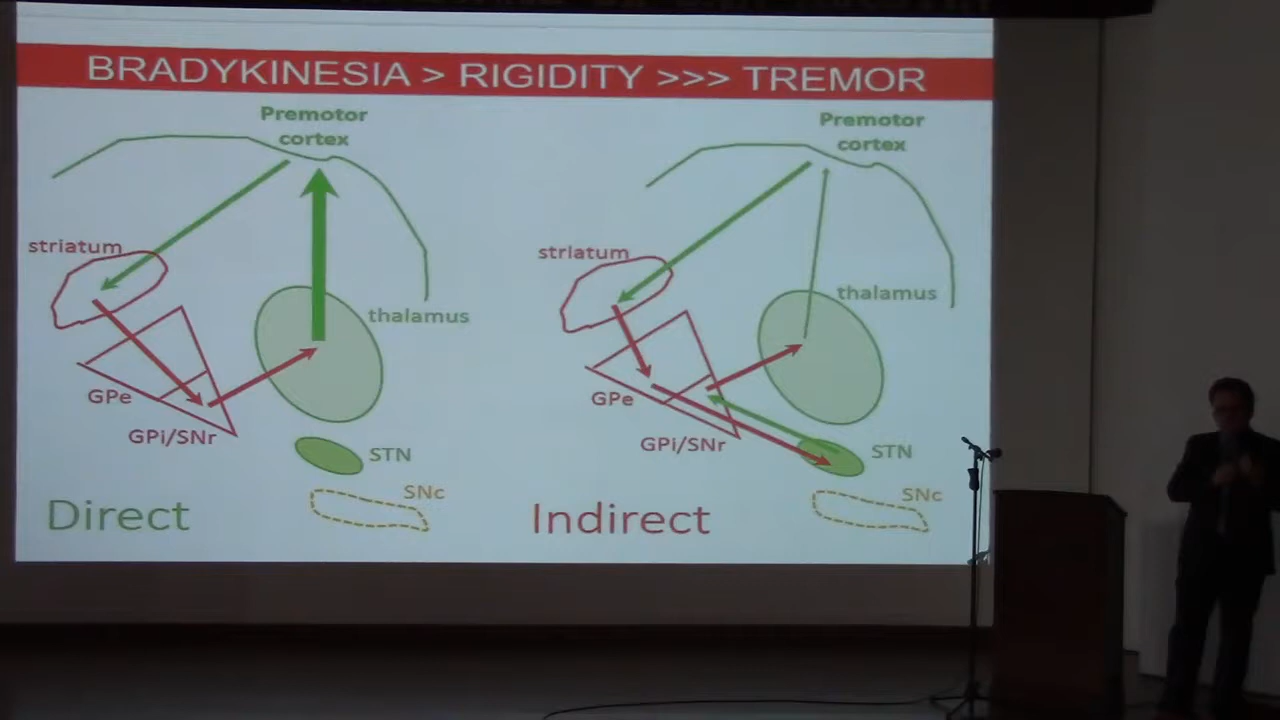 BRADYKINESIA > RIGIDITY >>> TREMOR
Premotor
cortex
striatum
thalamus
GPe
GPi/SNr
STN
SNc
Direct
Premotor
cortex
striatum
thalamus
GPe
GPi/SNr
STN
SNc
Indirect